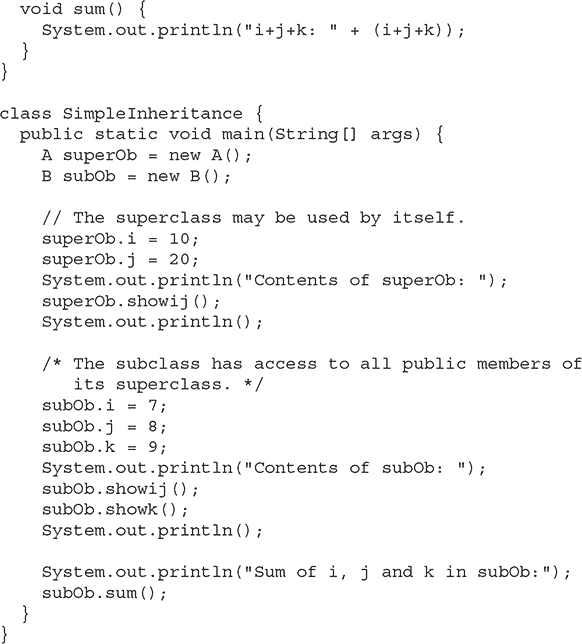 void sum() {
    System.out.println("i+j+k: " + (i+j+k));
  }
}

class SimpleInheritance {
  public static void main(String[] args) {
    A superOb = new A();
    B subOb = new B();

    // The superclass may be used by itself.
    superOb.i = 10;
    superOb.j = 20;
    System.out.println("Contents of superOb: ");
    superOb.showij();
    System.out.println();

    /* The subclass has access to all public members of
       its superclass. */
    subOb.i = 7;
    subOb.j = 8;
    subOb.k = 9;
    System.out.println("Contents of subOb: ");
    subOb.showij();
    subOb.showk();
    System.out.println();

    System.out.println("Sum of i, j and k in subOb:");
    subOb.sum();
  }
}